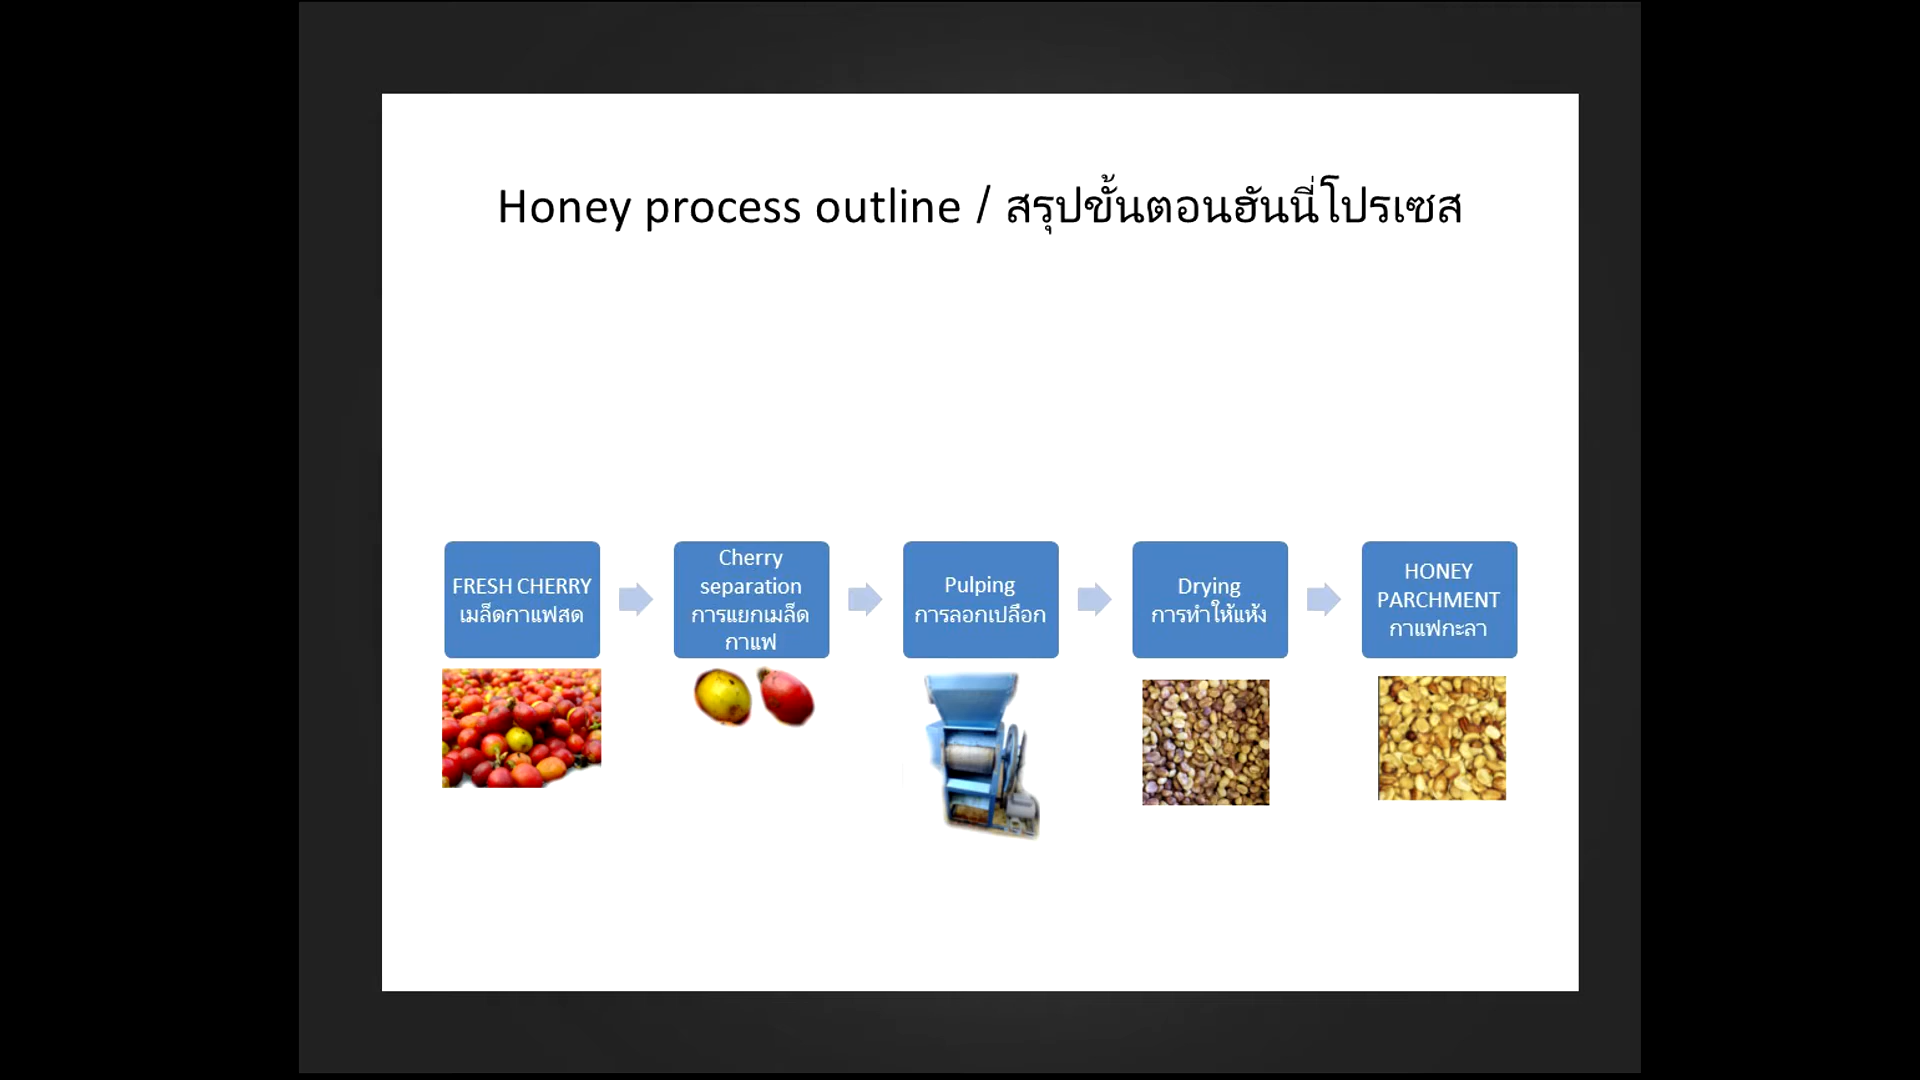 Honey process outline / สรุปขั้นตอนฮันนี่โปรเซส
FRESH CHERRY
เมล็ดกาแฟสด
Cherry
separation
การแยกเมล็ด
กาแฟ
Pulping
การลอกเปลือก
Drying
การทำให้แห้ง
HONEY
PARCHMENT
กาแฟกะลา